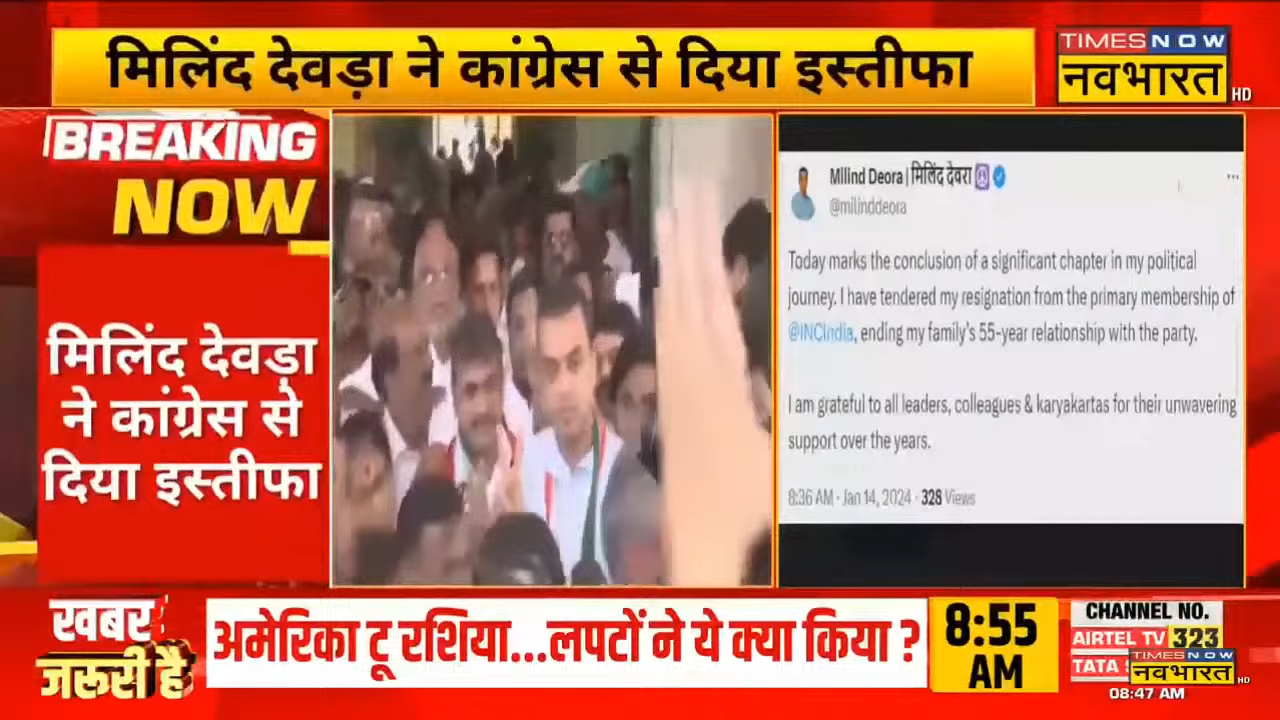 मिलिंद देवड़ा ने कांग्रेस से दिया इस्तीफा
TIMES NOW
नवभारत HD
BREAKING
NOW
मिलिंद देवड़ा
ने कांग्रेस से
दिया इस्तीफा
Milind Deora | मिलिंद देवरा
@milinddeora
Today marks the conclusion of a significant chapter in my political
journey. I have tendered my resignation from the primary membership of
@INCIndia, ending my family's 55-year relationship with the party.
I am grateful to all leaders, colleagues & karyakartas for their unwavering
support over the years.
8:36 AM · Jan 14, 2024 · 328 Views
खबर
जरूरी है
अमेरिका टू रशिया...लपटों ने ये क्या किया ?
8:55
AM
CHANNEL NO.
AIRTEL TV 323
TATA
TIMES NOW
नवभारत HD
08:47 AM